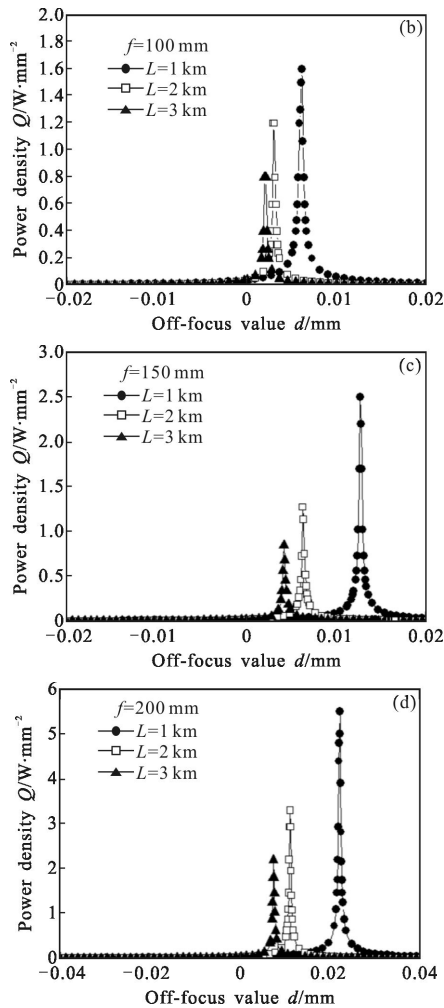 (b)
f=100 mm
L=1 km
L=2 km
L=3 km
Power density Q/W·mm⁻²
1.8
1.6
1.4
1.2
1.0
0.8
0.6
0.4
0.2
0
−0.02
−0.01
0
0.01
0.02
Off-focus value d/mm
(c)
f=150 mm
L=1 km
L=2 km
L=3 km
Power density Q/W·mm⁻²
3.0
2.5
2.0
1.5
1.0
0.5
0
−0.02
−0.01
0
0.01
0.02
Off-focus value d/mm
(d)
f=200 mm
L=1 km
L=2 km
L=3 km
Power density Q/W·mm⁻²
6
5
4
3
2
1
0
−0.04
−0.02
0
0.02
0.04
Off-focus value d/mm